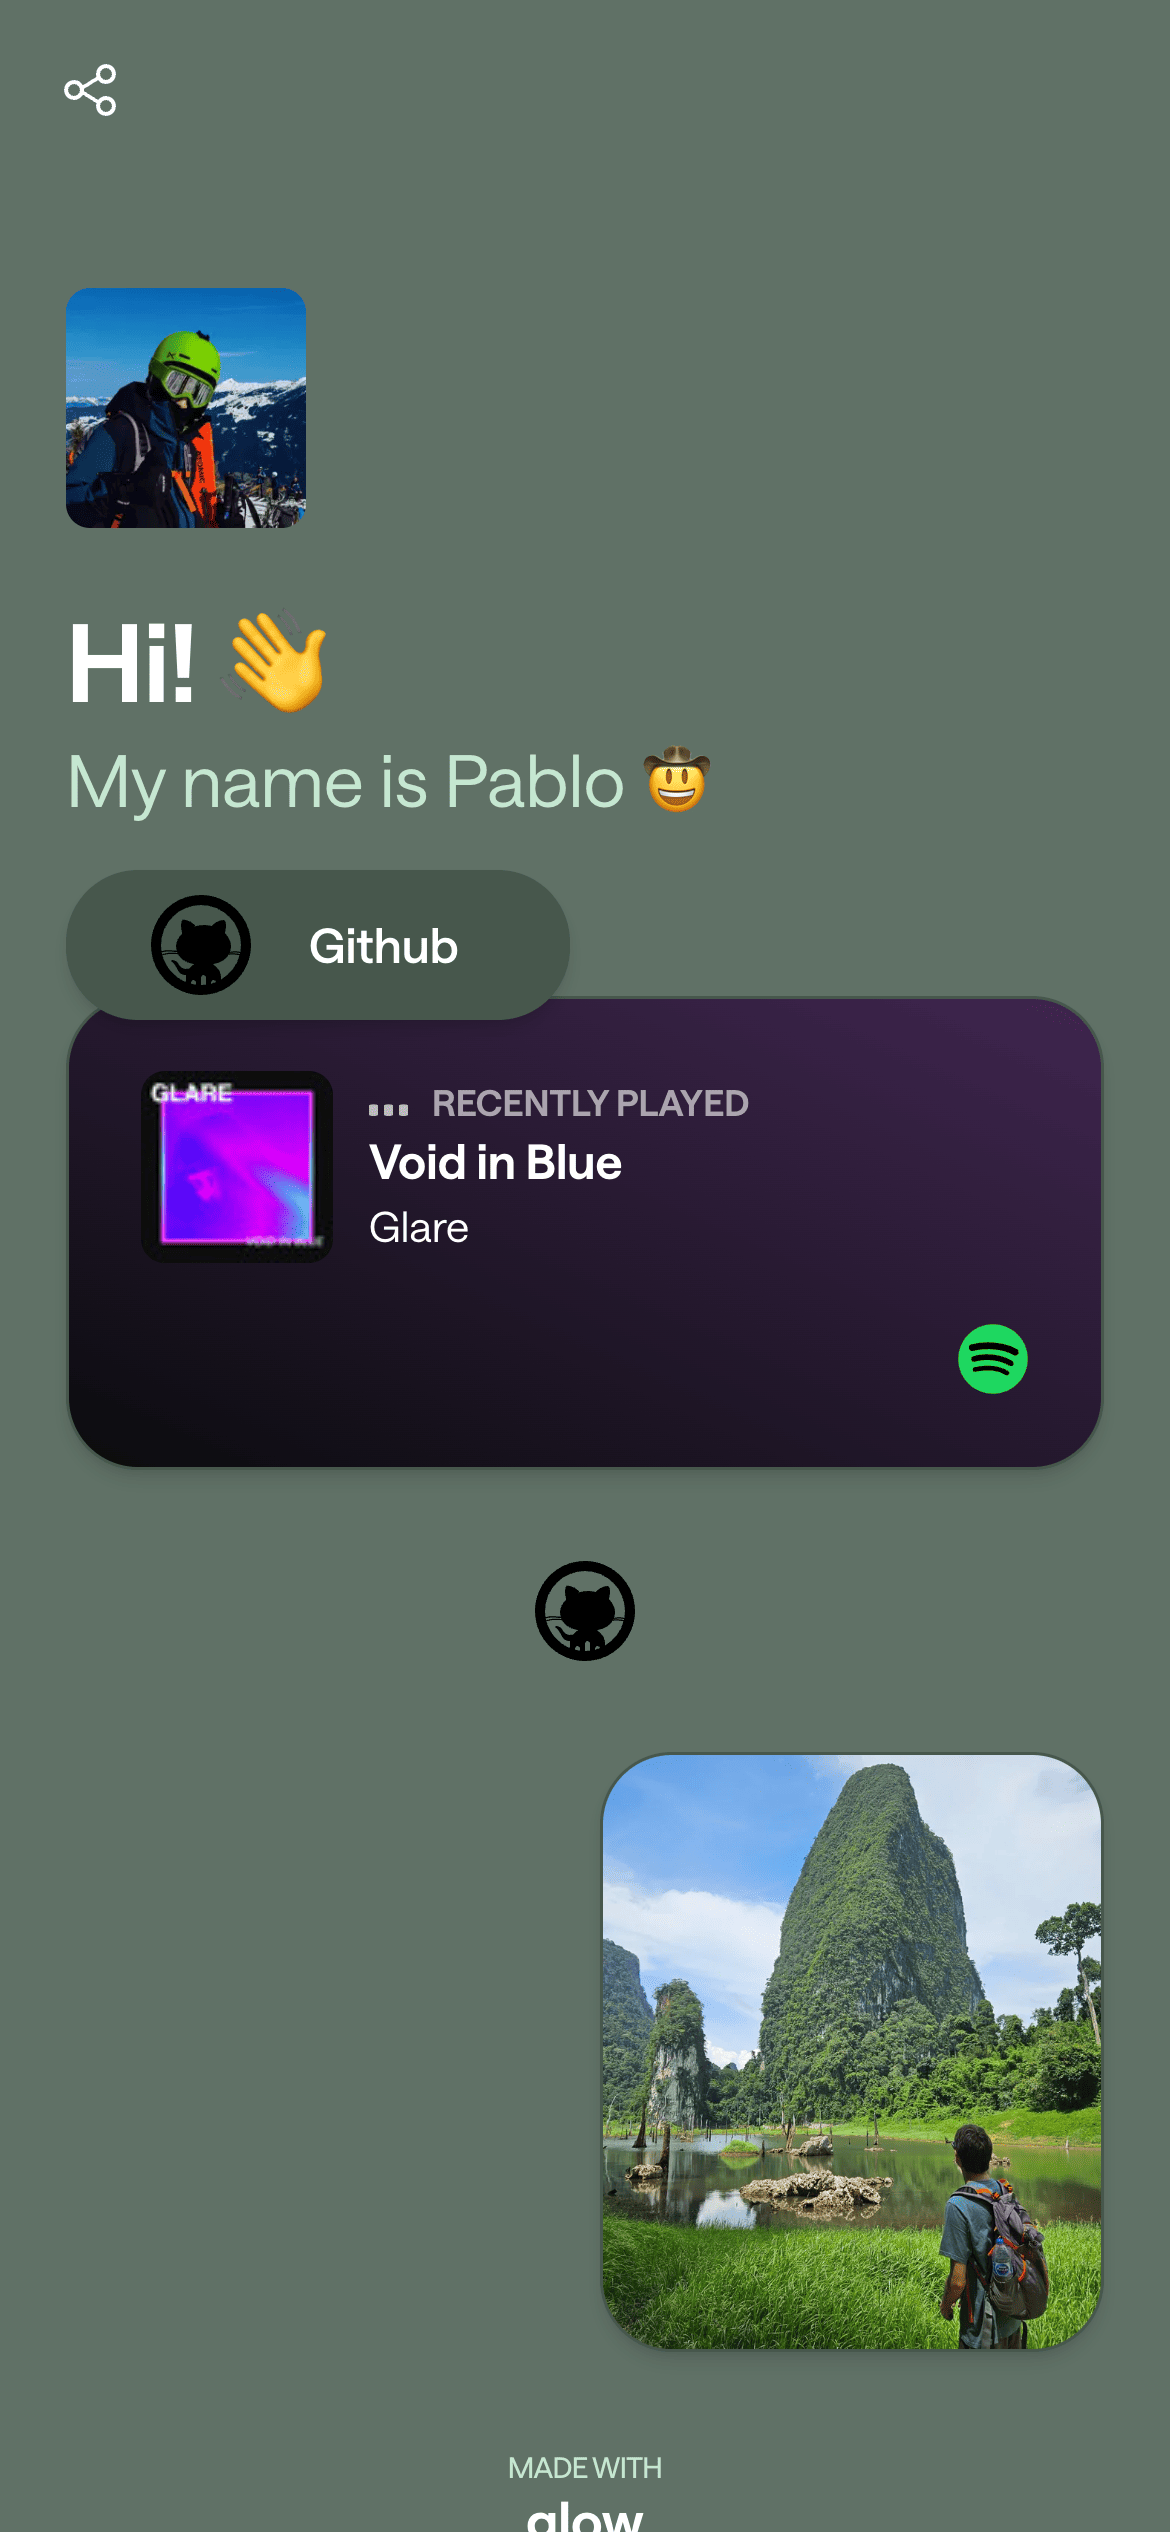 Hi! 👋
My name is Pablo 🤠
Github
GLARE
RECENTLY PLAYED
Void in Blue
Glare
MADE WITH
glow